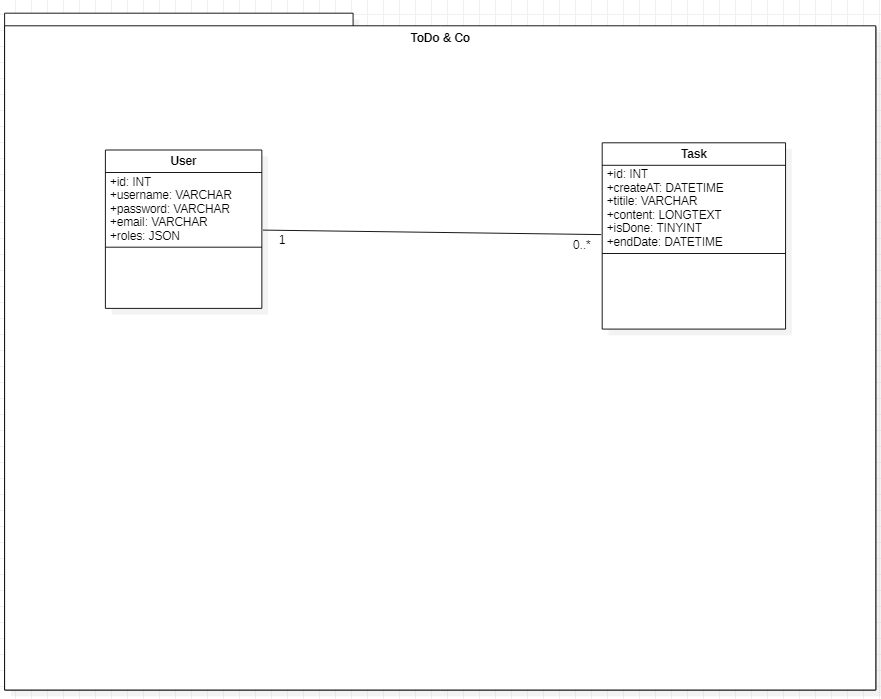 ToDo & Co
User
+id: INT
+username: VARCHAR
+password: VARCHAR
+email: VARCHAR
+roles: JSON
1
0..*
Task
+id: INT
+createAT: DATETIME
+titile: VARCHAR
+content: LONGTEXT
+isDone: TINYINT
+endDate: DATETIME